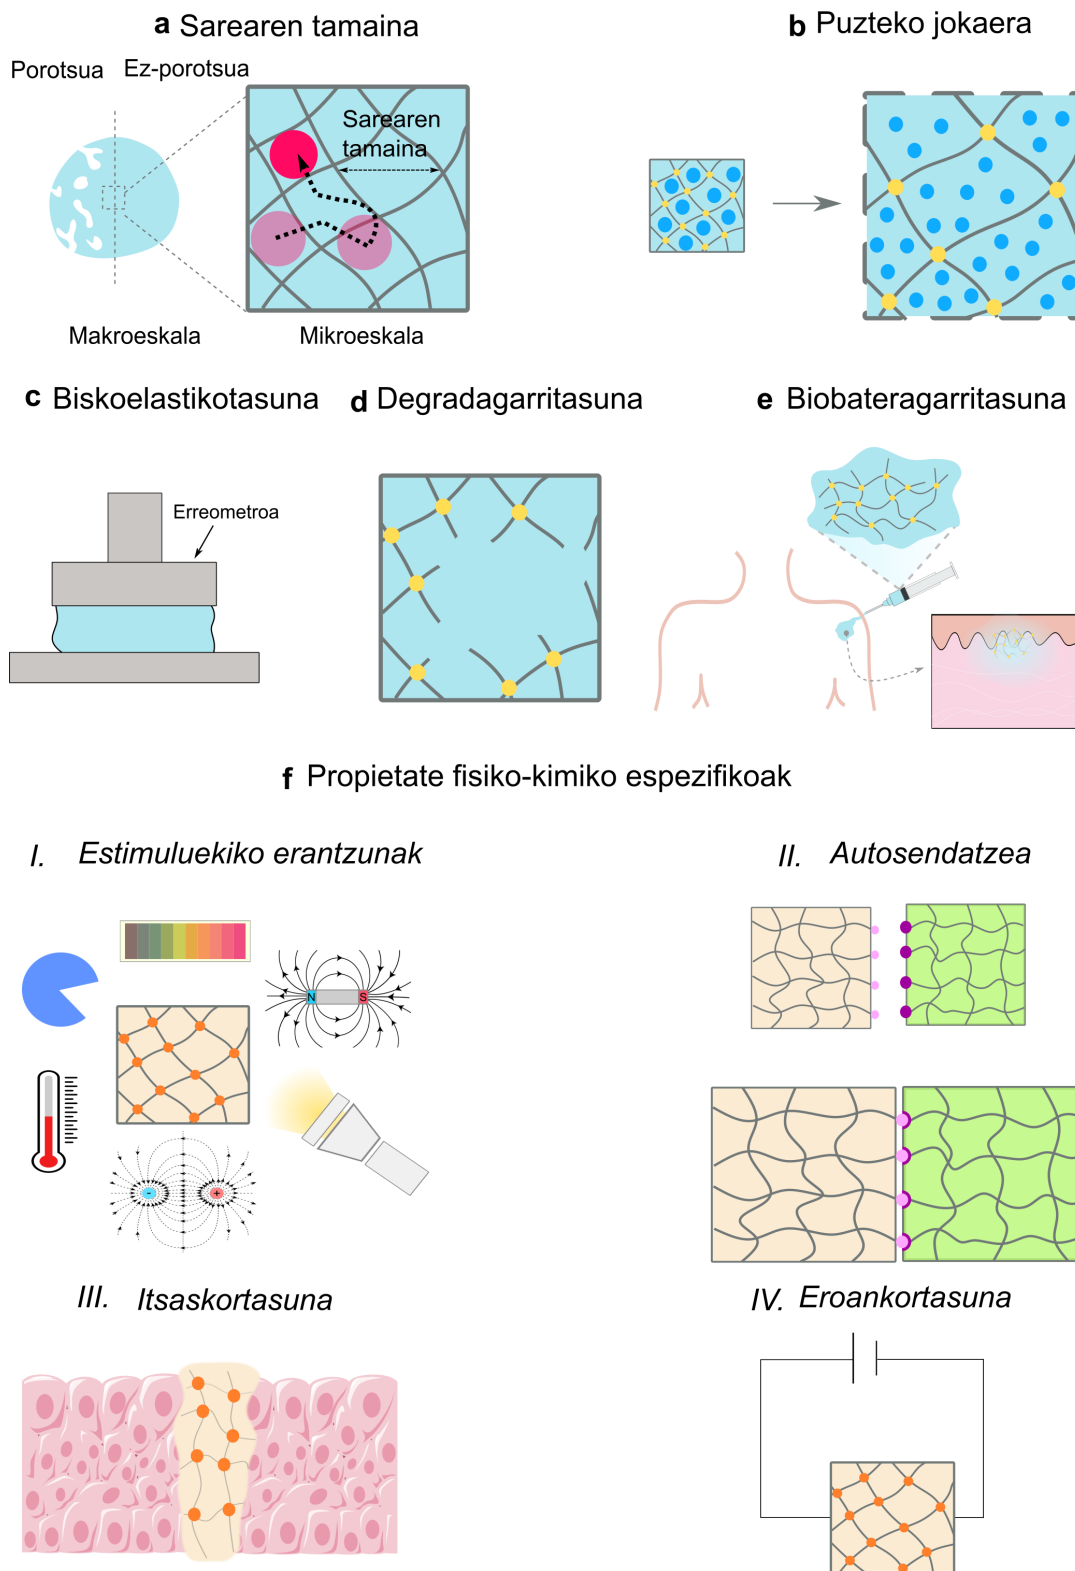 a Sarearen tamaina
b Puzteko jokaera
Porotsua
Ez-porotsua
Sarearen
tamaina
Makroeskala
Mikroeskala
c Biskoelastikotasuna
d Degradagarritasuna
e Biobateragarritasuna
Erreometroa
f Propietate fisiko-kimiko espezifikoak
I. Estimuluekiko erantzunak
II. Autosendatzea
N
S
-
+
III. Itsaskortasuna
IV. Eroankortasuna